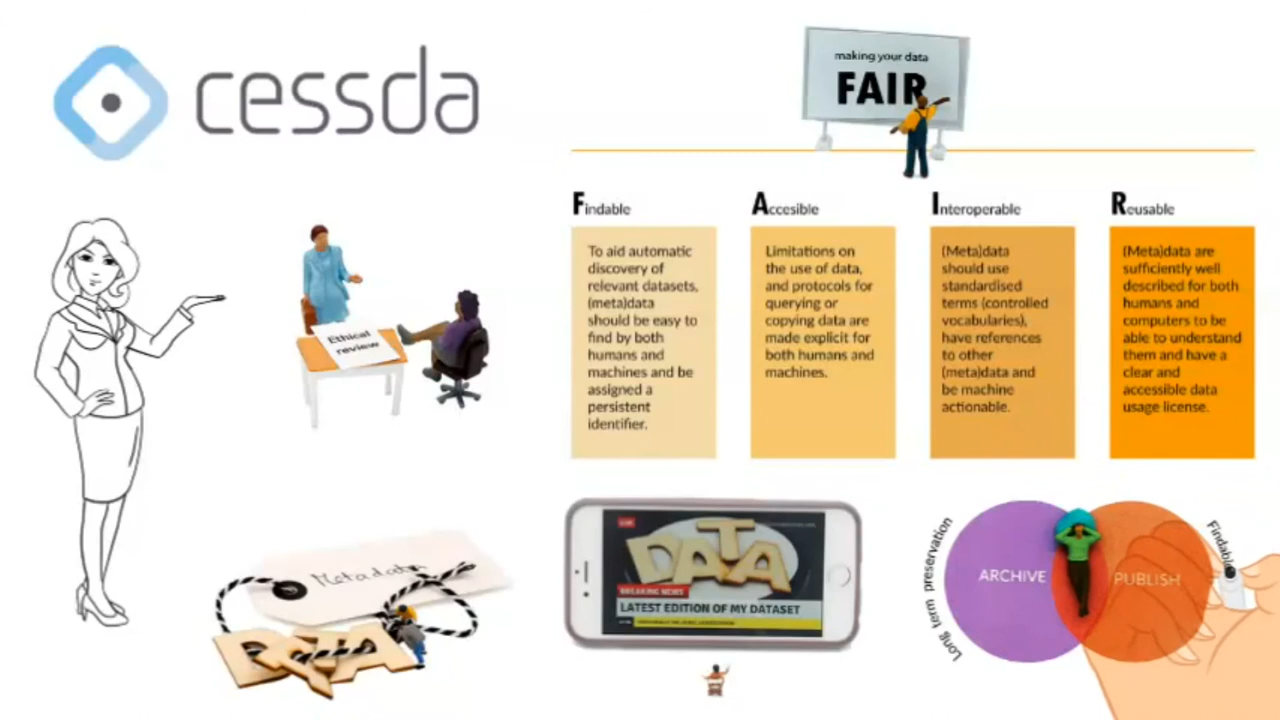 cessda
making your data
FAIR
Findable
To aid automatic
discovery of
relevant datasets,
(meta)data
should be easy to
find by both
humans and
machines and be
assigned a
persistent
identifier.
Accesible
Limitations on
the use of data,
and protocols for
querying or
copying data are
made explicit for
both humans and
machines.
Interoperable
(Meta)data
should use
standardised
terms (controlled
vocabularies),
have references
to other
(meta)data and
be machine
actionable.
Reusable
(Meta)data are
sufficiently well
described for both
humans and
computers to be
able to understand
them and have a
clear and
accessible data
usage license.
Ethical
review
Metadata
DATA
LIVE
DATA
BREAKING NEWS
LATEST EDITION OF MY DATASET
Long term preservation
ARCHIVE
PUBLISH
Findable